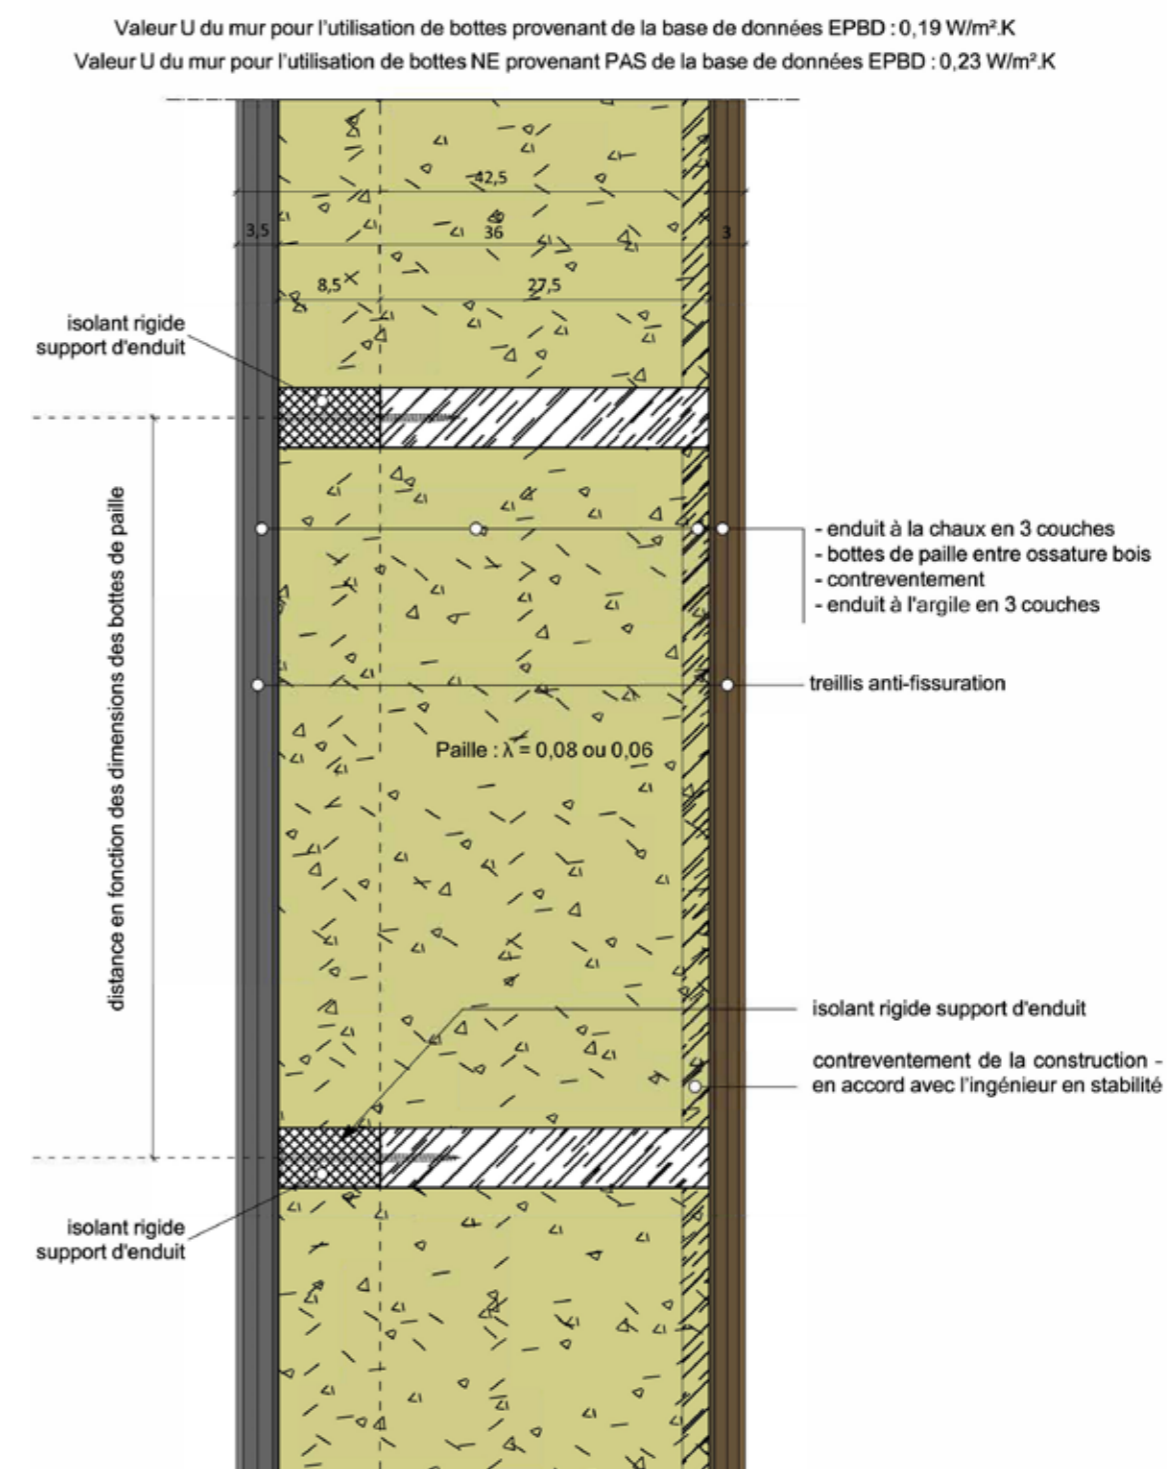 Valeur U du mur pour l'utilisation de bottes provenant de la base de données EPBD : 0,19 W/m².K
Valeur U du mur pour l'utilisation de bottes NE provenant PAS de la base de données EPBD : 0,23 W/m².K
42,5
3,5
36
3
8,5
27,5
isolant rigide
support d'enduit
distance en fonction des dimensions des bottes de paille
- enduit à la chaux en 3 couches
- bottes de paille entre ossature bois
- contreventement
- enduit à l'argile en 3 couches
treillis anti-fissuration
Paille : λ = 0,08 ou 0,06
isolant rigide support d'enduit
contreventement de la construction -
en accord avec l'ingénieur en stabilité
isolant rigide
support d'enduit